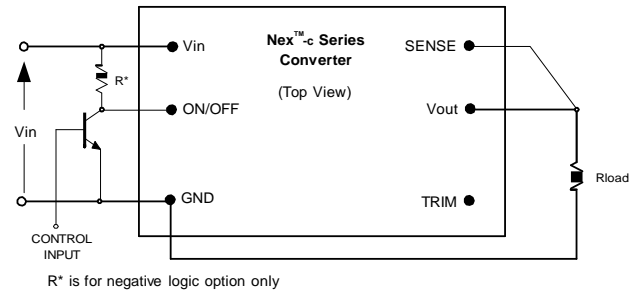 Nex™-c Series
Converter
(Top View)
Vin
SENSE
R*
ON/OFF
Vout
Vin
Rload
GND
TRIM
CONTROL
INPUT
R* is for negative logic option only